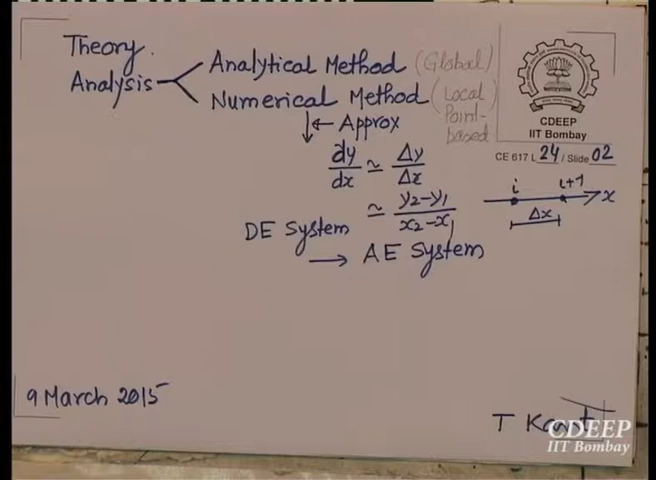 Theory.
Analysis
Analytical Method (Global)
Numerical Method (Local
Point-
based)
← Approx
dy/dx ≃ Δy/Δx
≃ y₂-y₁/x₂-x₁
DE System
→ AE System
CDEEP
IIT Bombay
CE 617 L 24 / Slide 02
i i+1
x
Δx
9 March 2015
T Kant
CDEEP
IIT Bombay